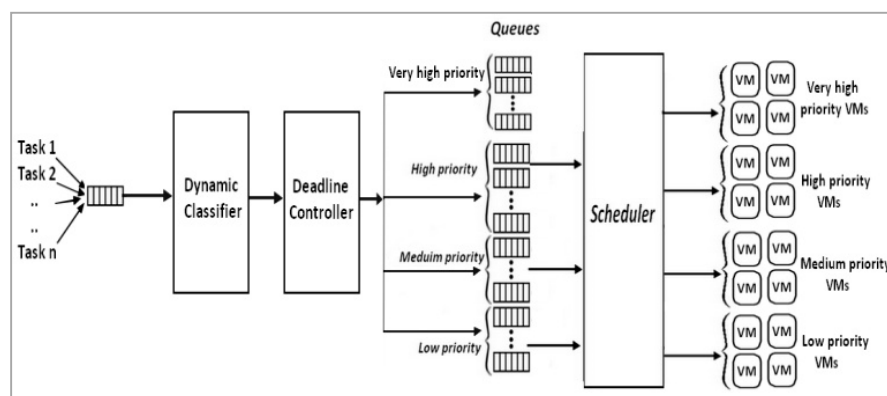 Queues
Very high priority
High priority
Meduim priority
Low priority
Task 1
Task 2
..
..
Task n
Dynamic
Classifier
Deadline
Controller
Scheduler
VM VM
VM VM
Very high
priority VMs
VM VM
VM VM
High priority
VMs
VM VM
VM VM
Medium priority
VMs
VM VM
VM VM
Low priority
VMs